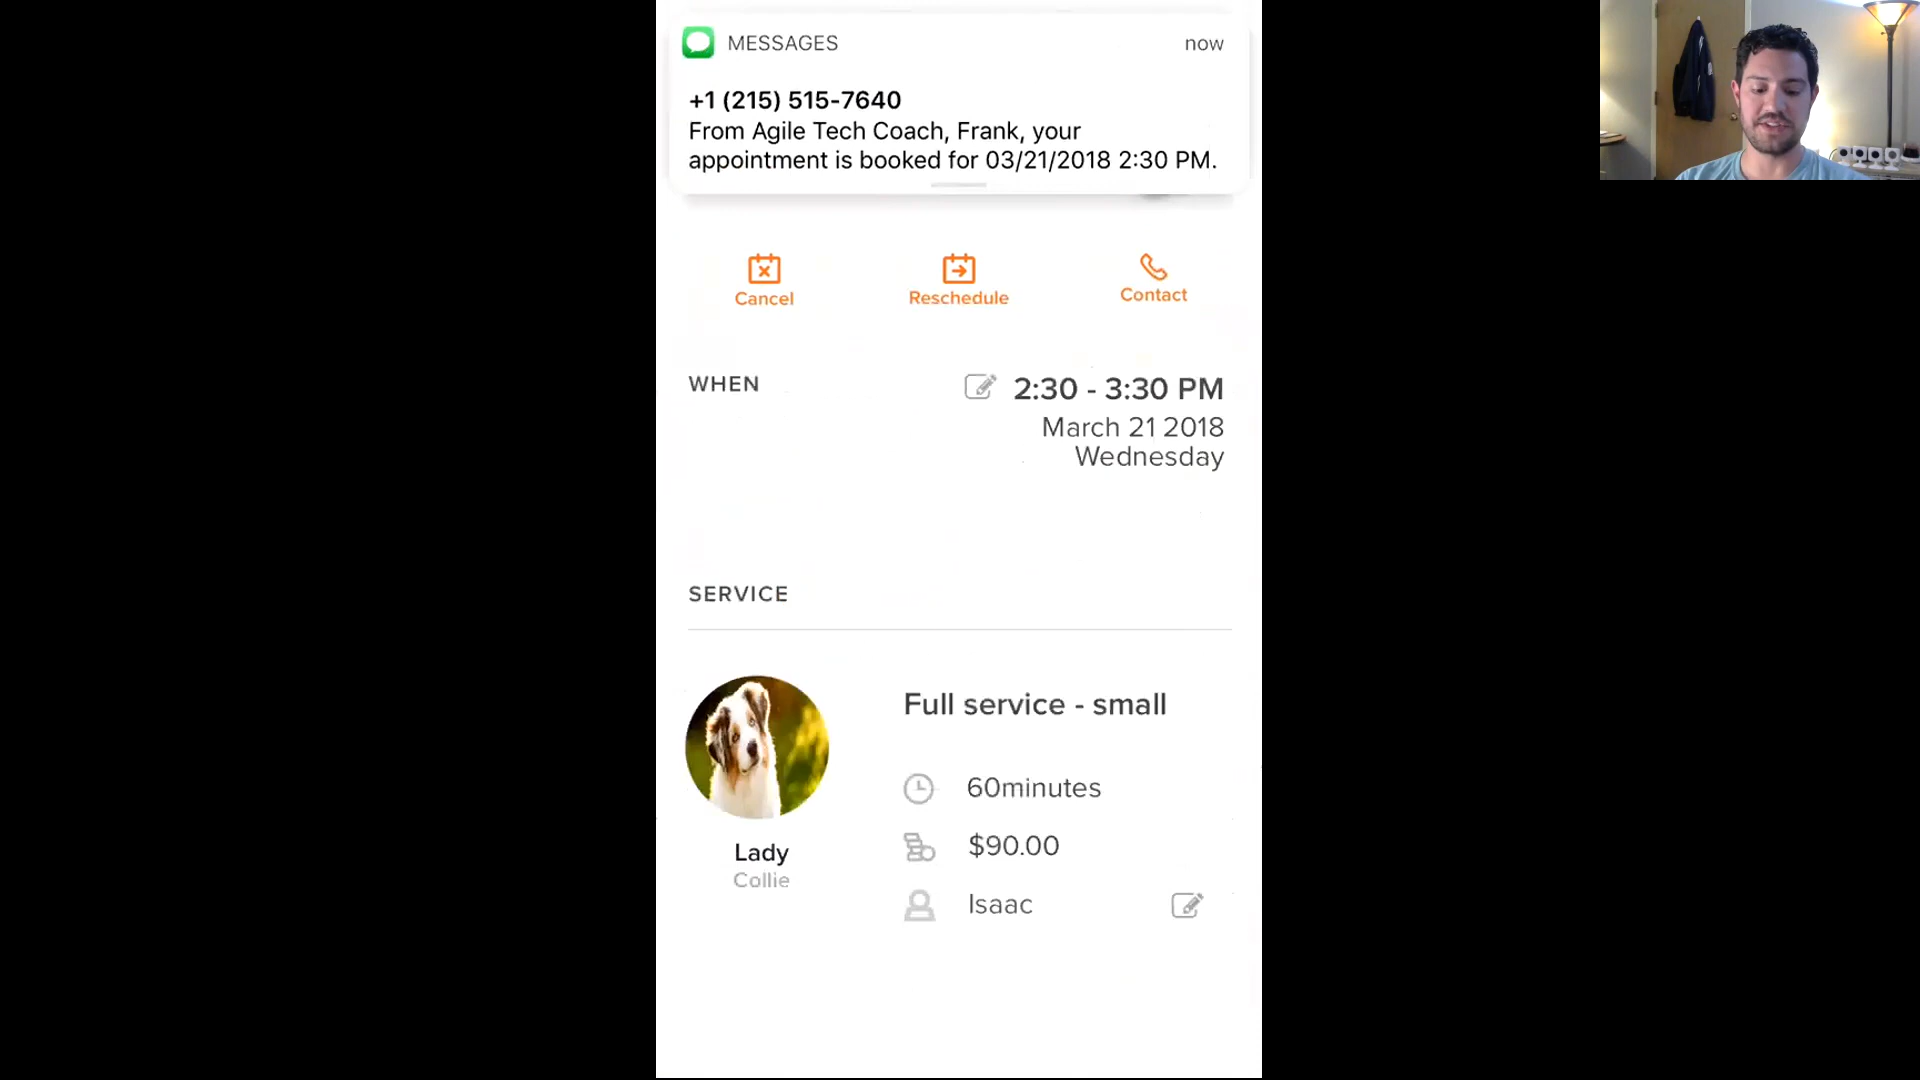 MESSAGES
now
+1 (215) 515-7640
From Agile Tech Coach, Frank, your
appointment is booked for 03/21/2018 2:30 PM.
Cancel
Reschedule
Contact
WHEN
2:30 - 3:30 PM
March 21 2018
Wednesday
SERVICE
Full service - small
60minutes
$90.00
Isaac
Lady
Collie